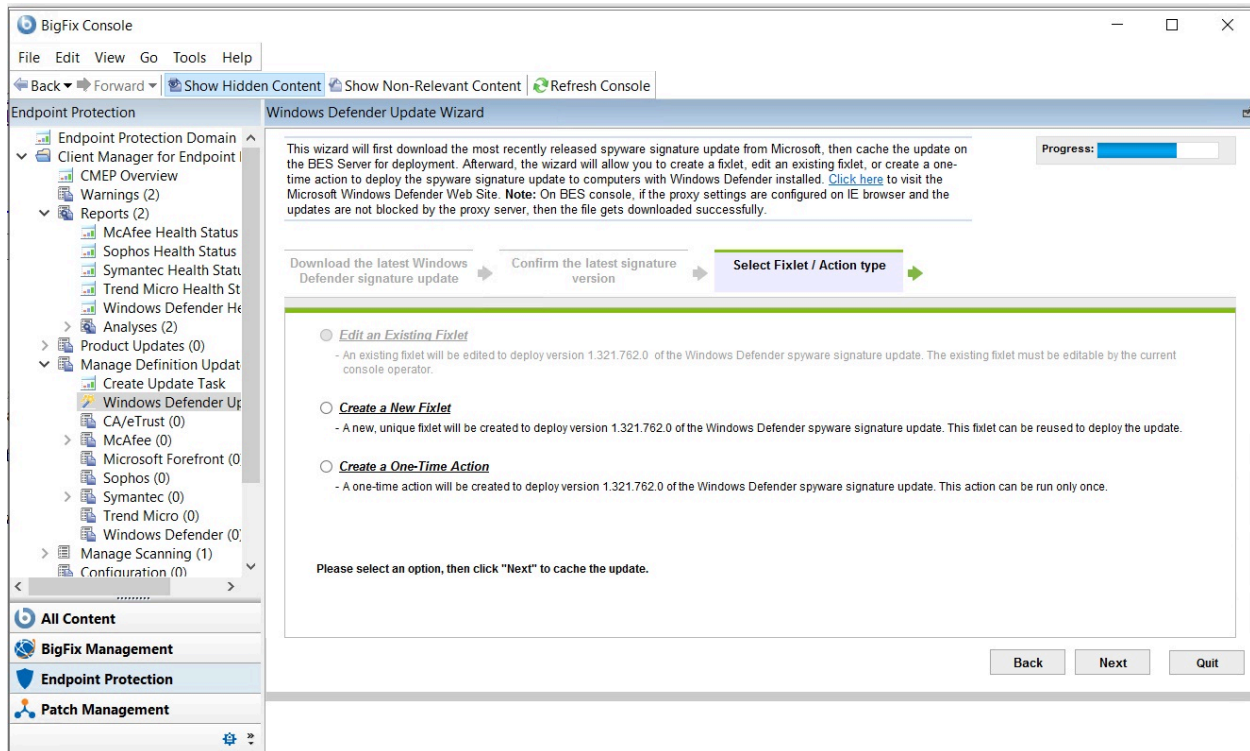 BigFix Console
File Edit View Go Tools Help
Back Forward Show Hidden Content Show Non-Relevant Content Refresh Console
Endpoint Protection
Endpoint Protection Domain
Client Manager for Endpoint
CMEP Overview
Warnings (2)
Reports (2)
McAfee Health Status
Sophos Health Status
Symantec Health Statu
Trend Micro Health St
Windows Defender He
Analyses (2)
Product Updates (0)
Manage Definition Updat
Create Update Task
Windows Defender Up
CA/eTrust (0)
McAfee (0)
Microsoft Forefront (0
Sophos (0)
Symantec (0)
Trend Micro (0)
Windows Defender (0)
Manage Scanning (1)
Configuration (0)
All Content
BigFix Management
Endpoint Protection
Patch Management
Windows Defender Update Wizard
This wizard will first download the most recently released spyware signature update from Microsoft, then cache the update on
the BES Server for deployment. Afterward, the wizard will allow you to create a fixlet, edit an existing fixlet, or create a one-
time action to deploy the spyware signature update to computers with Windows Defender installed. Click here to visit the
Microsoft Windows Defender Web Site. Note: On BES console, if the proxy settings are configured on IE browser and the
updates are not blocked by the proxy server, then the file gets downloaded successfully.
Progress:
Download the latest Windows
Defender signature update
Confirm the latest signature
version
Select Fixlet / Action type
Edit an Existing Fixlet
- An existing fixlet will be edited to deploy version 1.321.762.0 of the Windows Defender spyware signature update. The existing fixlet must be editable by the current
console operator.
Create a New Fixlet
- A new, unique fixlet will be created to deploy version 1.321.762.0 of the Windows Defender spyware signature update. This fixlet can be reused to deploy the update.
Create a One-Time Action
- A one-time action will be created to deploy version 1.321.762.0 of the Windows Defender spyware signature update. This action can be run only once.
Please select an option, then click "Next" to cache the update.
Back Next Quit